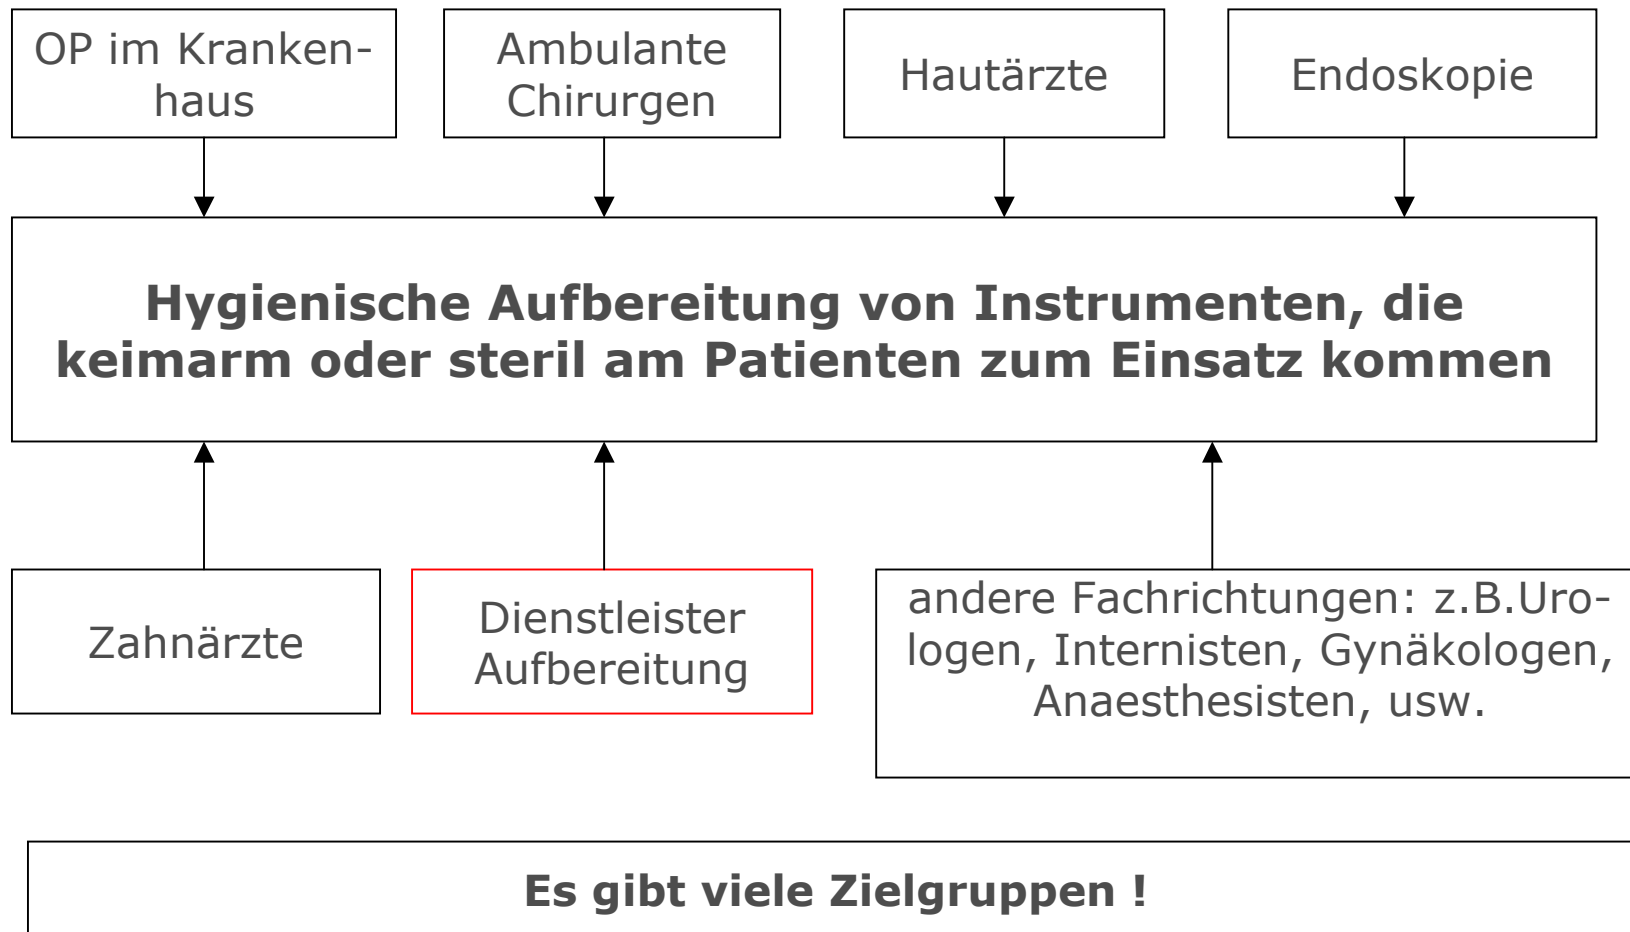 OP im Kranken-
haus
Ambulante
Chirurgen
Hautärzte
Endoskopie
Hygienische Aufbereitung von Instrumenten, die
keimarm oder steril am Patienten zum Einsatz kommen
Zahnärzte
Dienstleister
Aufbereitung
andere Fachrichtungen: z.B.Uro-
logen, Internisten, Gynäkologen,
Anaesthesisten, usw.
Es gibt viele Zielgruppen !